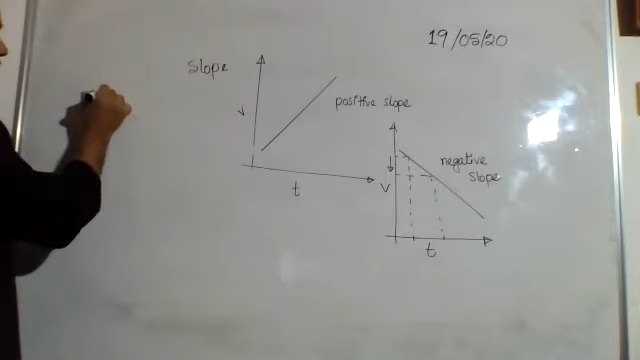 19/05/20
Slope
positive slope
v
t
negative
slope
v
t